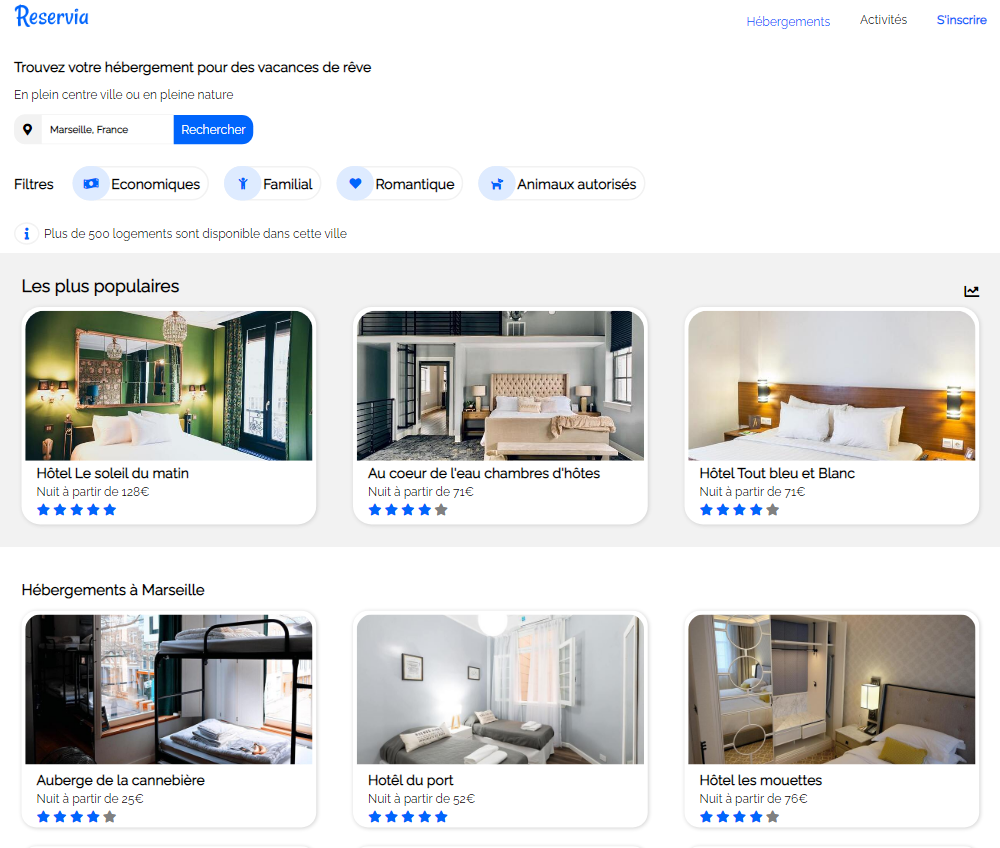 Reservia
Hébergements
Activités
S'inscrire
Trouvez votre hébergement pour des vacances de rêve
En plein centre ville ou en pleine nature
Marseille, France
Rechercher
Filtres
Economiques
Familial
Romantique
Animaux autorisés
Plus de 500 logements sont disponible dans cette ville
Les plus populaires
Hôtel Le soleil du matin
Nuit à partir de 128€
Au coeur de l'eau chambres d'hôtes
Nuit à partir de 71€
Hôtel Tout bleu et Blanc
Nuit à partir de 71€
Hébergements à Marseille
Auberge de la cannebière
Nuit à partir de 25€
Hotêl du port
Nuit à partir de 52€
Hôtel les mouettes
Nuit à partir de 76€